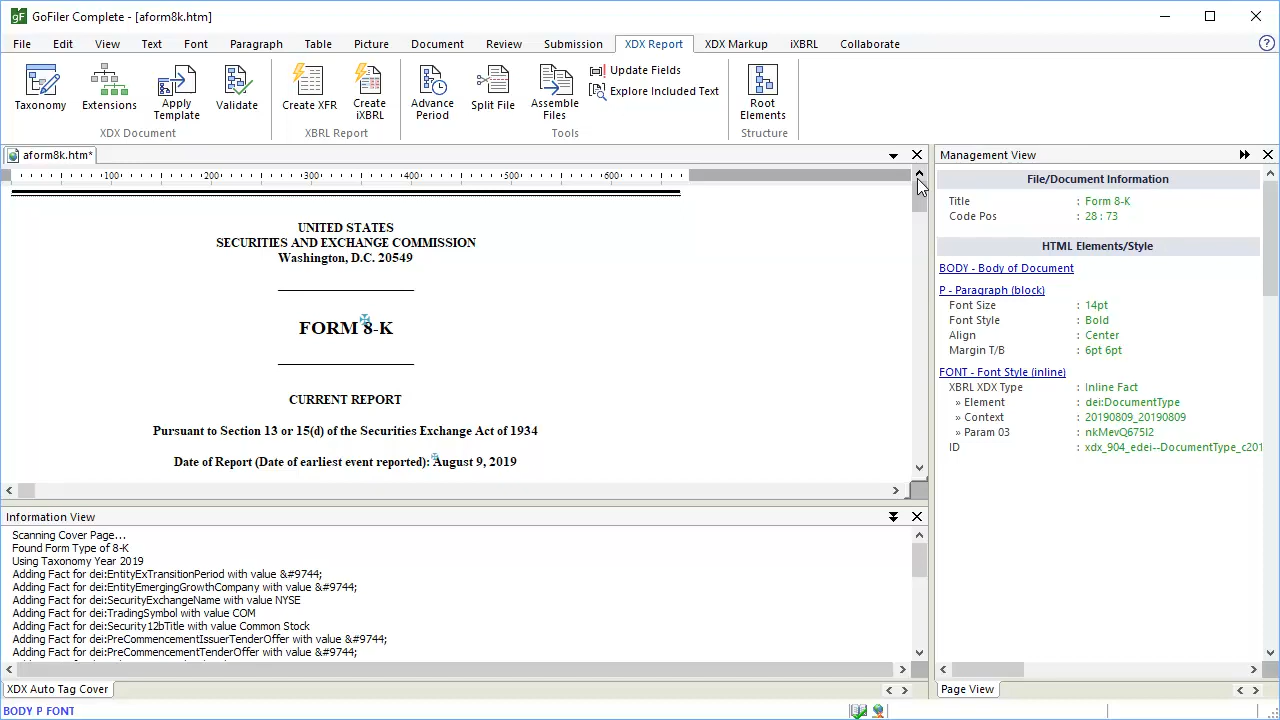 GoFiler Complete - [aform8k.htm]
File Edit View Text Font Paragraph Table Picture Document Review Submission XDX Report XDX Markup iXBRL Collaborate
Taxonomy Extensions Apply Template Validate Create XFR Create iXBRL Advance Period Split File Assemble Files Update Fields Explore Included Text Root Elements
XDX Document XBRL Report Tools Structure
aform8k.htm*
100 200 300 400 500 600
UNITED STATES
SECURITIES AND EXCHANGE COMMISSION
Washington, D.C. 20549
FORM 8-K
CURRENT REPORT
Pursuant to Section 13 or 15(d) of the Securities Exchange Act of 1934
Date of Report (Date of earliest event reported): August 9, 2019
Management View
File/Document Information
Title : Form 8-K
Code Pos : 28 : 73
HTML Elements/Style
BODY - Body of Document
P - Paragraph (block)
Font Size : 14pt
Font Style : Bold
Align : Center
Margin T/B : 6pt 6pt
FONT - Font Style (inline)
XBRL XDX Type : Inline Fact
» Element : dei:DocumentType
» Context : 20190809_20190809
» Param 03 : nkMevQ675I2
ID : xdx_904_edei--DocumentType_c201
Page View
Information View
Scanning Cover Page...
Found Form Type of 8-K
Using Taxonomy Year 2019
Adding Fact for dei:EntityExTransitionPeriod with value &#9744;
Adding Fact for dei:EntityEmergingGrowthCompany with value &#9744;
Adding Fact for dei:SecurityExchangeName with value NYSE
Adding Fact for dei:TradingSymbol with value COM
Adding Fact for dei:Security12bTitle with value Common Stock
Adding Fact for dei:PreCommencementIssuerTenderOffer with value &#9744;
Adding Fact for dei:PreCommencementTenderOffer with value &#9744;
XDX Auto Tag Cover
BODY P FONT